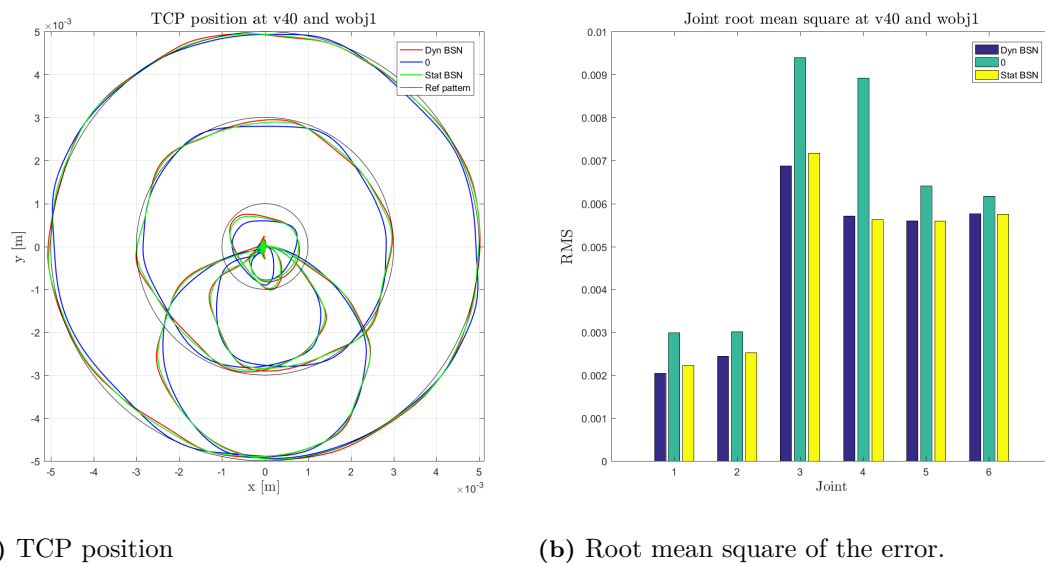 TCP position at v40 and wobj1
×10⁻³
5
4
3
2
1
0
-1
-2
-3
-4
-5
y [m]
-5 -4 -3 -2 -1 0 1 2 3 4 5
x [m]
×10⁻³
Dyn BSN
0
Stat BSN
Ref pattern
Joint root mean square at v40 and wobj1
0.01
0.009
0.008
0.007
0.006
0.005
0.004
0.003
0.002
0.001
0
RMS
1 2 3 4 5 6
Joint
Dyn BSN
0
Stat BSN
) TCP position
(b) Root mean square of the error.